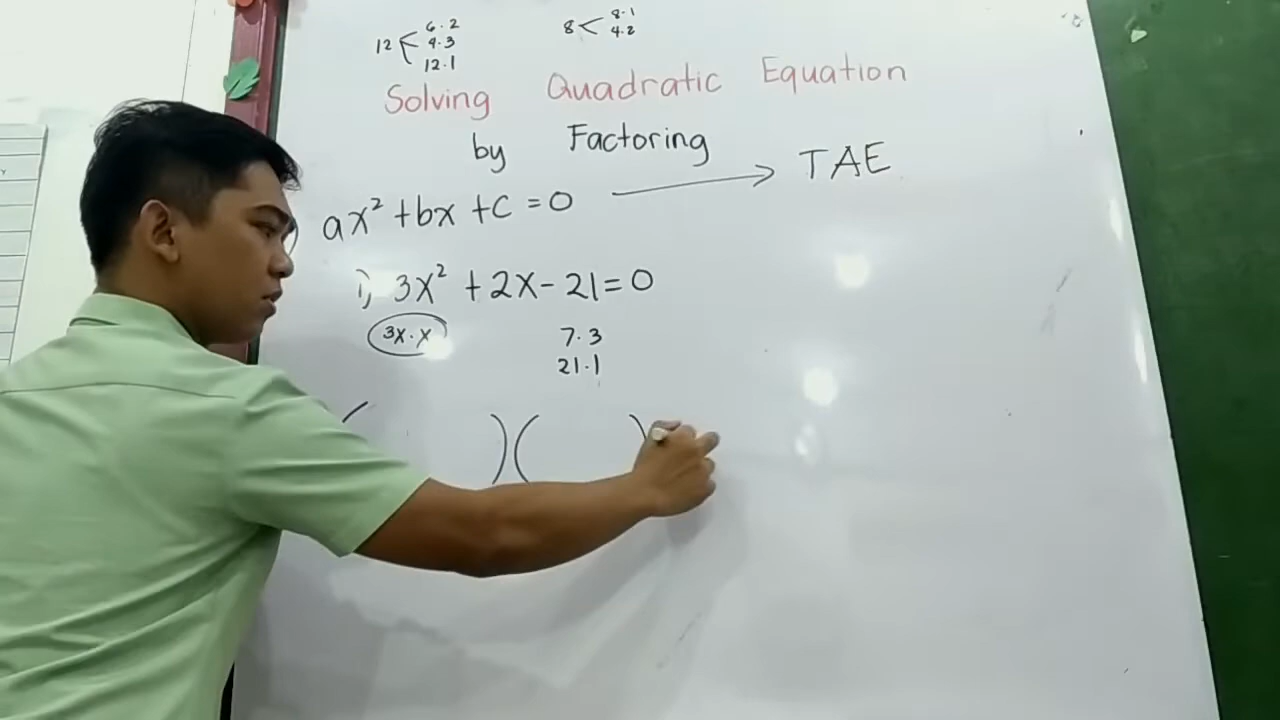 12 < 6·2
4·3
12·1
8 < 8·1
4·2
Solving Quadratic Equation
by Factoring
ax² + bx + c = 0 → TAE
1) 3x² + 2x - 21 = 0
3x·x
7·3
21·1
( )( )